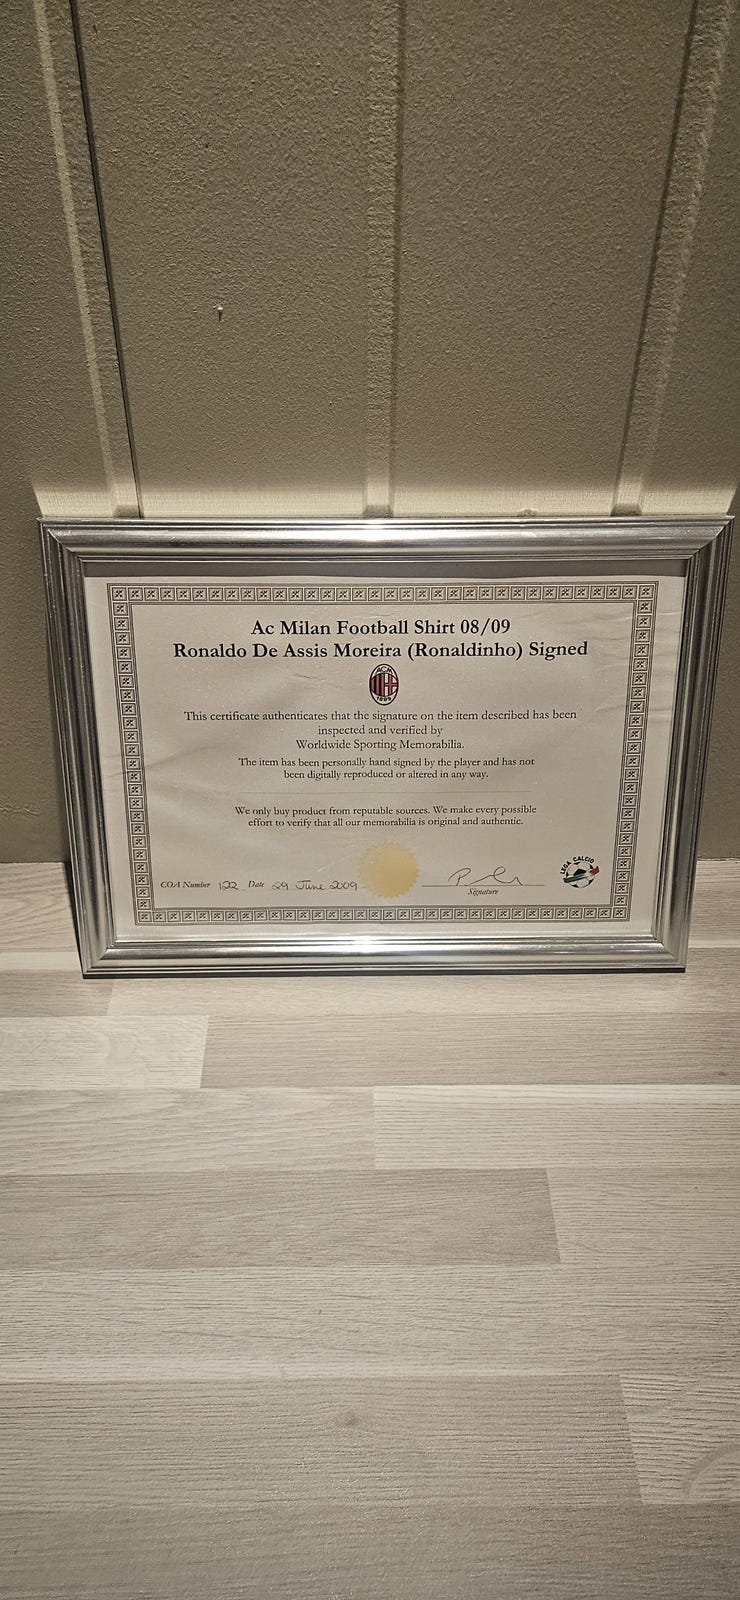 Ac Milan Football Shirt 08/09
Ronaldo De Assis Moreira (Ronaldinho) Signed
ACM
1899
This certificate authenticates that the signature on the item described has been
inspected and verified by
Worldwide Sporting Memorabilia.
The item has been personally hand signed by the player and has not
been digitally reproduced or altered in any way.
We only buy product from reputable sources. We make every possible
effort to verify that all our memorabilia is original and authentic.
COA Number 122 Date 29 June 2009
Signature
LEGA CALCIO